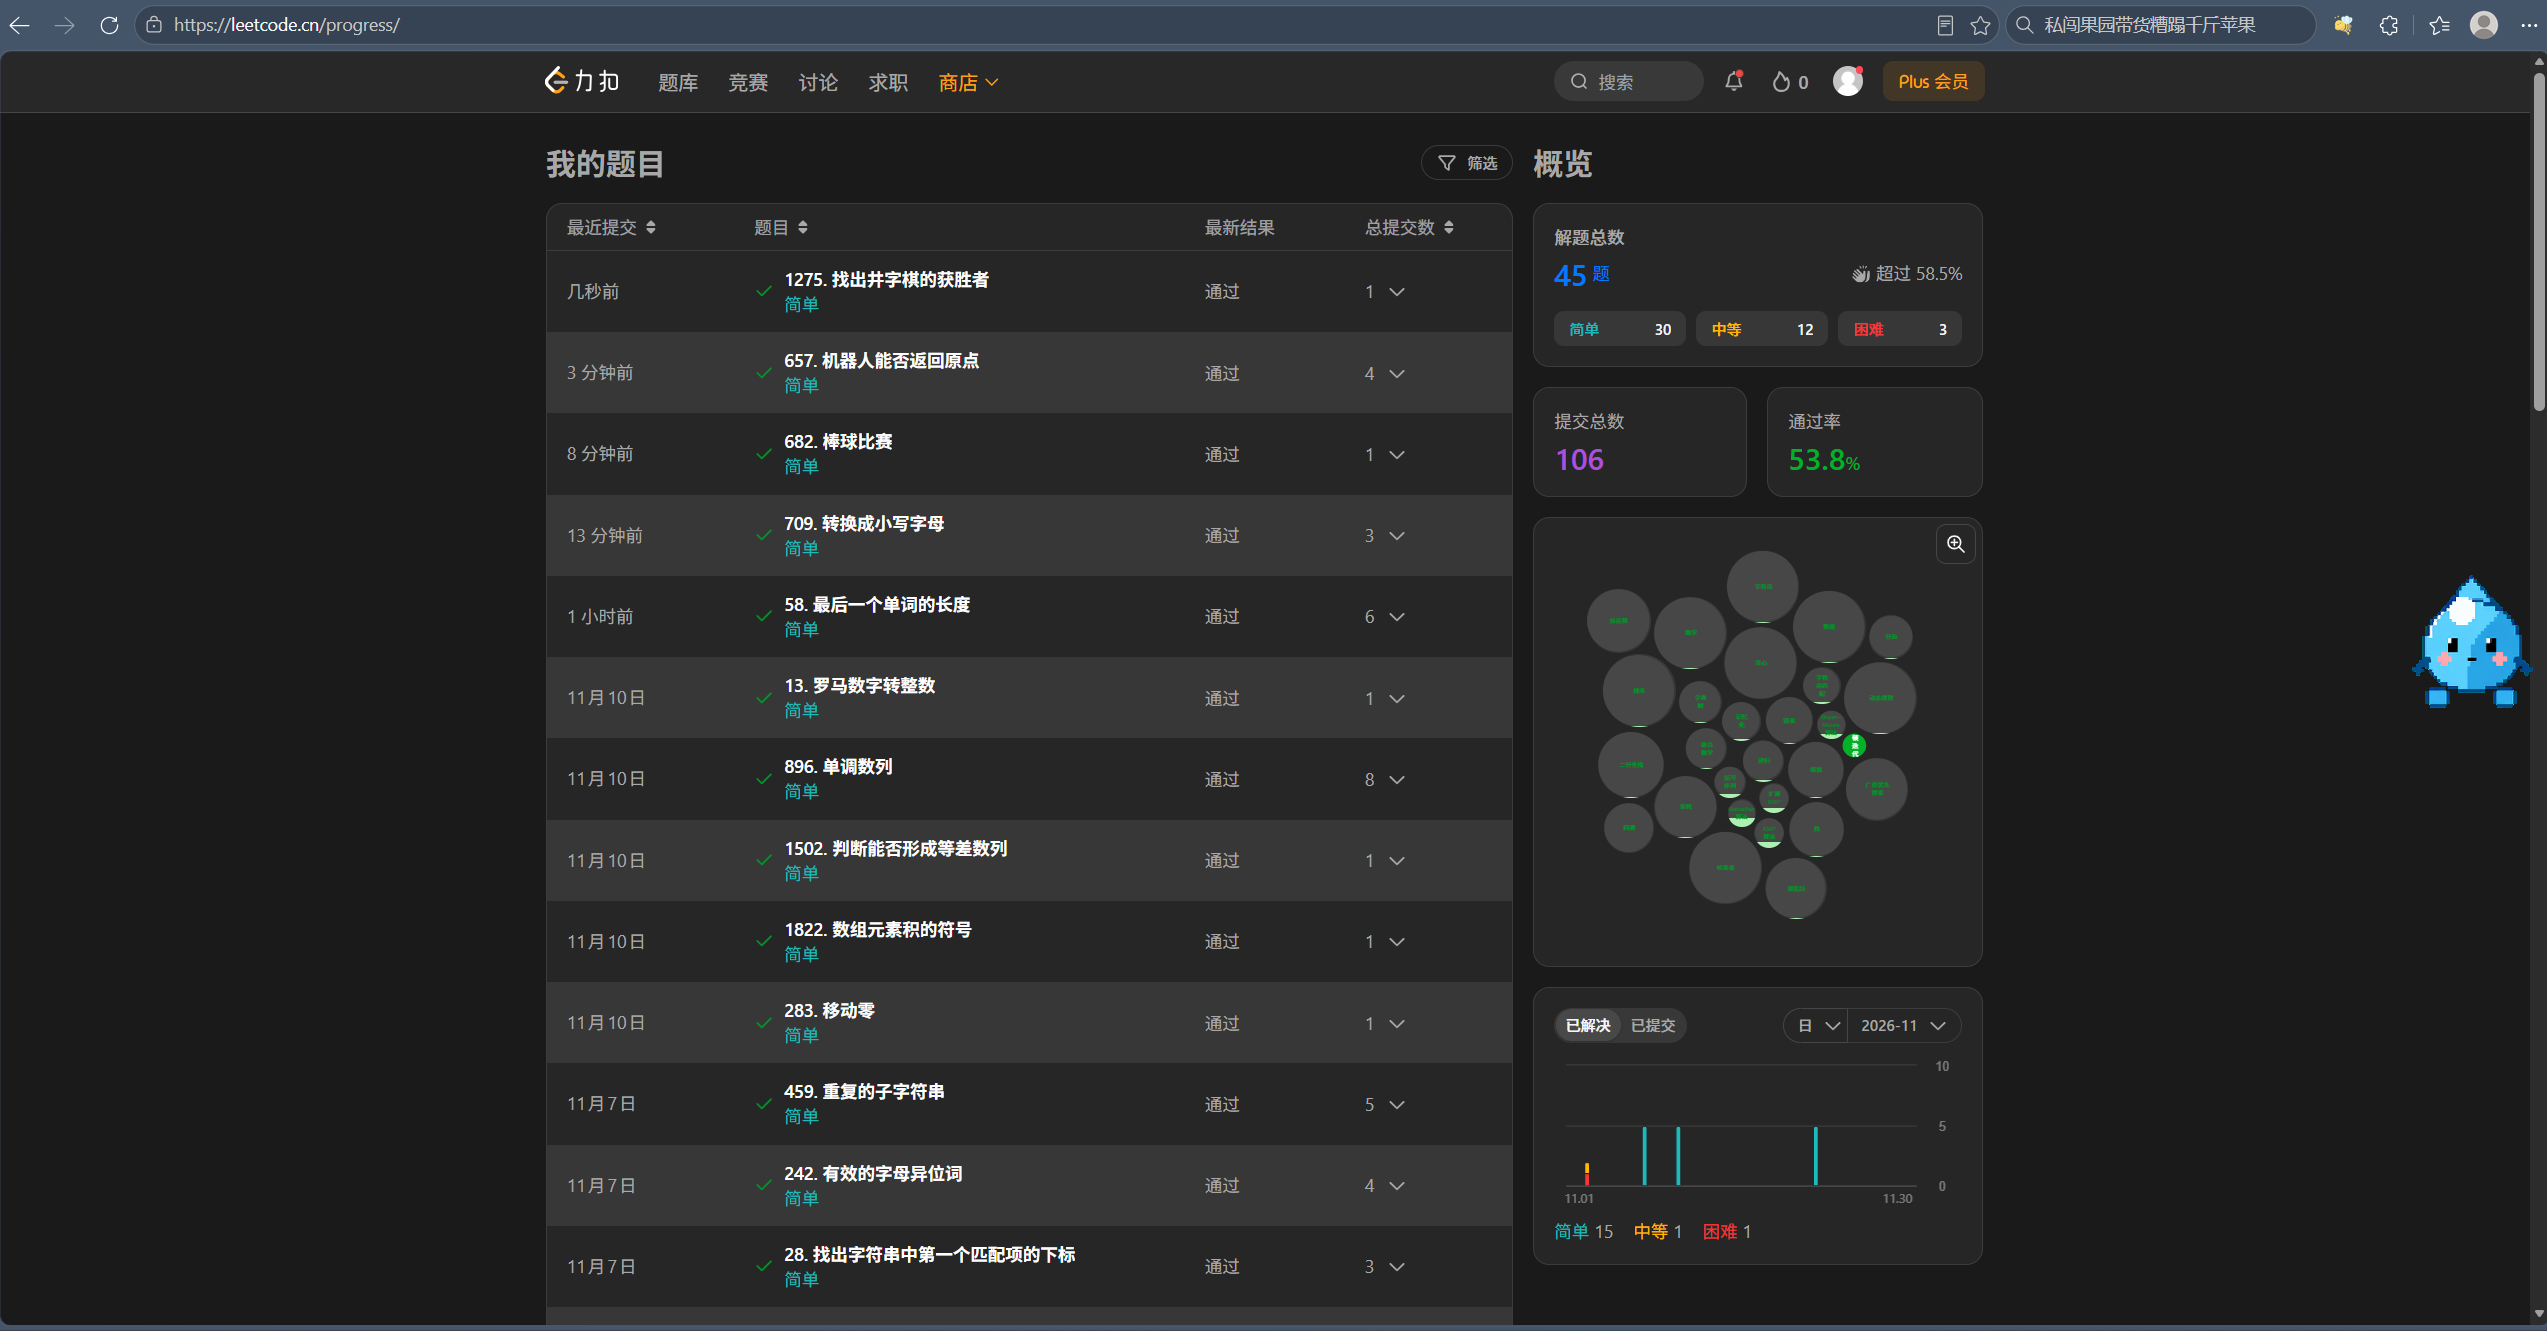 https://leetcode.cn/progress/
私闯果园带货糟蹋千斤苹果
力扣
题库
竞赛
讨论
求职
商店
搜索
0
Plus 会员
我的题目
筛选
最近提交
题目
最新结果
总提交数
几秒前
1275. 找出井字棋的获胜者
简单
通过
1
3 分钟前
657. 机器人能否返回原点
简单
通过
4
8 分钟前
682. 棒球比赛
简单
通过
1
13 分钟前
709. 转换成小写字母
简单
通过
3
1 小时前
58. 最后一个单词的长度
简单
通过
6
11月10日
13. 罗马数字转整数
简单
通过
1
11月10日
896. 单调数列
简单
通过
8
11月10日
1502. 判断能否形成等差数列
简单
通过
1
11月10日
1822. 数组元素积的符号
简单
通过
1
11月10日
283. 移动零
简单
通过
1
11月7日
459. 重复的子字符串
简单
通过
5
11月7日
242. 有效的字母异位词
简单
通过
4
11月7日
28. 找出字符串中第一个匹配项的下标
简单
通过
3
概览
解题总数
45 题
超过 58.5%
简单 30
中等 12
困难 3
提交总数
106
通过率
53.8%
已解决
已提交
日
2026-11
10
5
0
11.01
11.30
简单 15
中等 1
困难 1